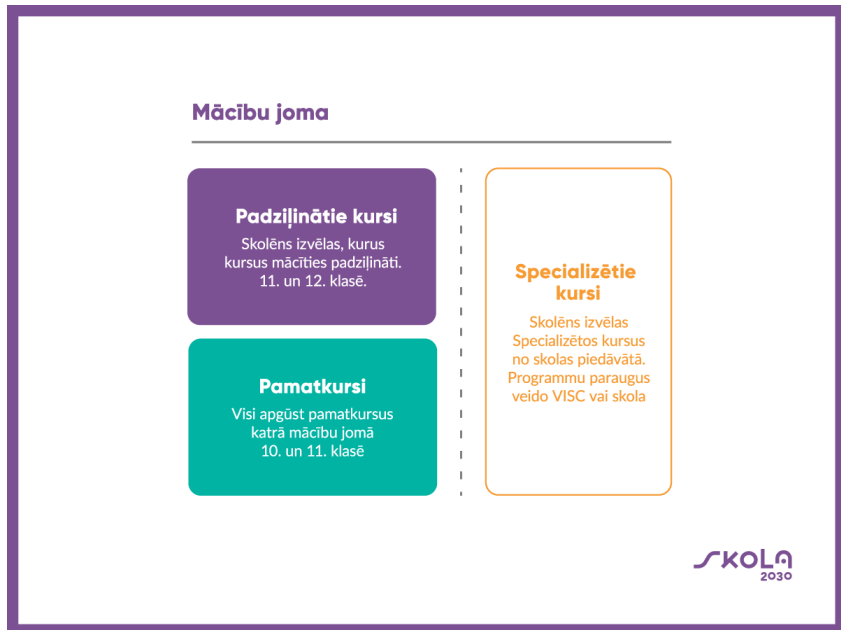 Mācību joma
Padziļinātie kursi
Skolēns izvēlas, kurus
kursus mācīties padziļināti.
11. un 12. klasē.
Pamatkursi
Visi apgūst pamatkursus
katrā mācību jomā
10. un 11. klasē
Specializētie
kursi
Skolēns izvēlas
Specializētos kursus
no skolas piedāvātā.
Programmu paraugus
veido VISC vai skola
SKOLA
2030